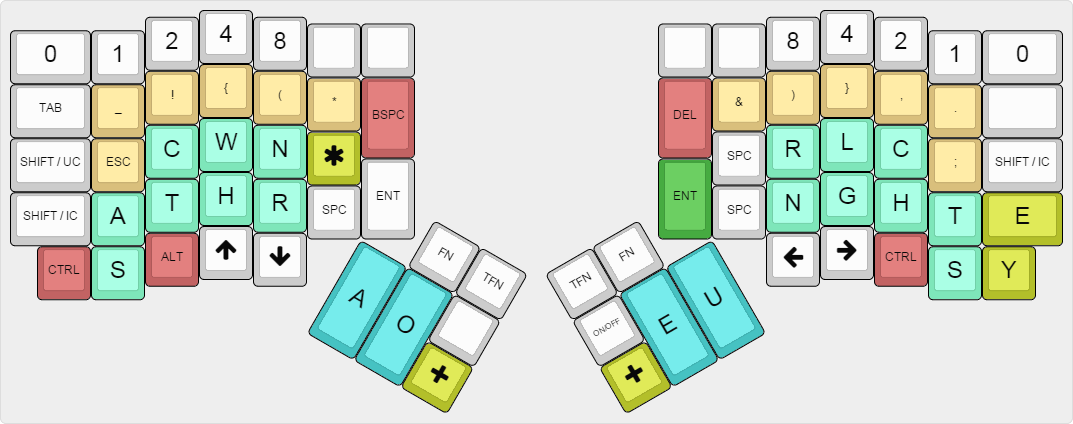 0 1 2 4 8 8 4 2 1 0
TAB _ ! { ( * BSPC DEL & ) } , .
SHIFT / UC ESC C W N * SPC R L C ; SHIFT / IC
SHIFT / IC A T H R SPC ENT ENT SPC N G H T E
CTRL S ALT ↑ ↓ ← → CTRL S Y
FN TFN TFN FN
A O ON/OFF E U
+ +